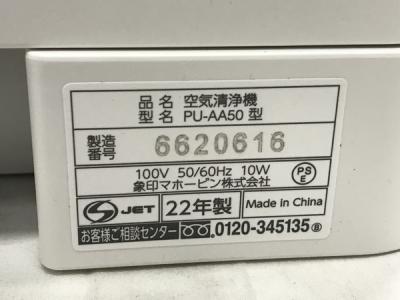 品名 空気清浄機
型名 PU-AA50 型
製造番号 6620616
100V 50/60Hz 10W
象印マホービン株式会社
PSE
JET 22年製 Made in China
お客様ご相談センター 0120-345135 Ⓑ